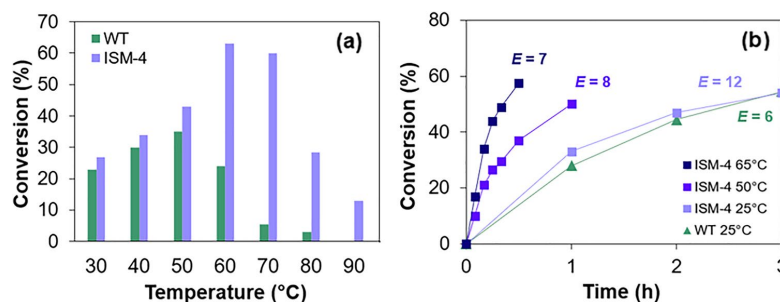 (a)
WT
ISM-4
Conversion (%)
70
60
50
40
30
20
10
0
30 40 50 60 70 80 90
Temperature (°C)
(b)
E = 7
E = 8
E = 12
E = 6
Conversion (%)
80
60
40
20
0
ISM-4 65°C
ISM-4 50°C
ISM-4 25°C
WT 25°C
0 1 2 3
Time (h)